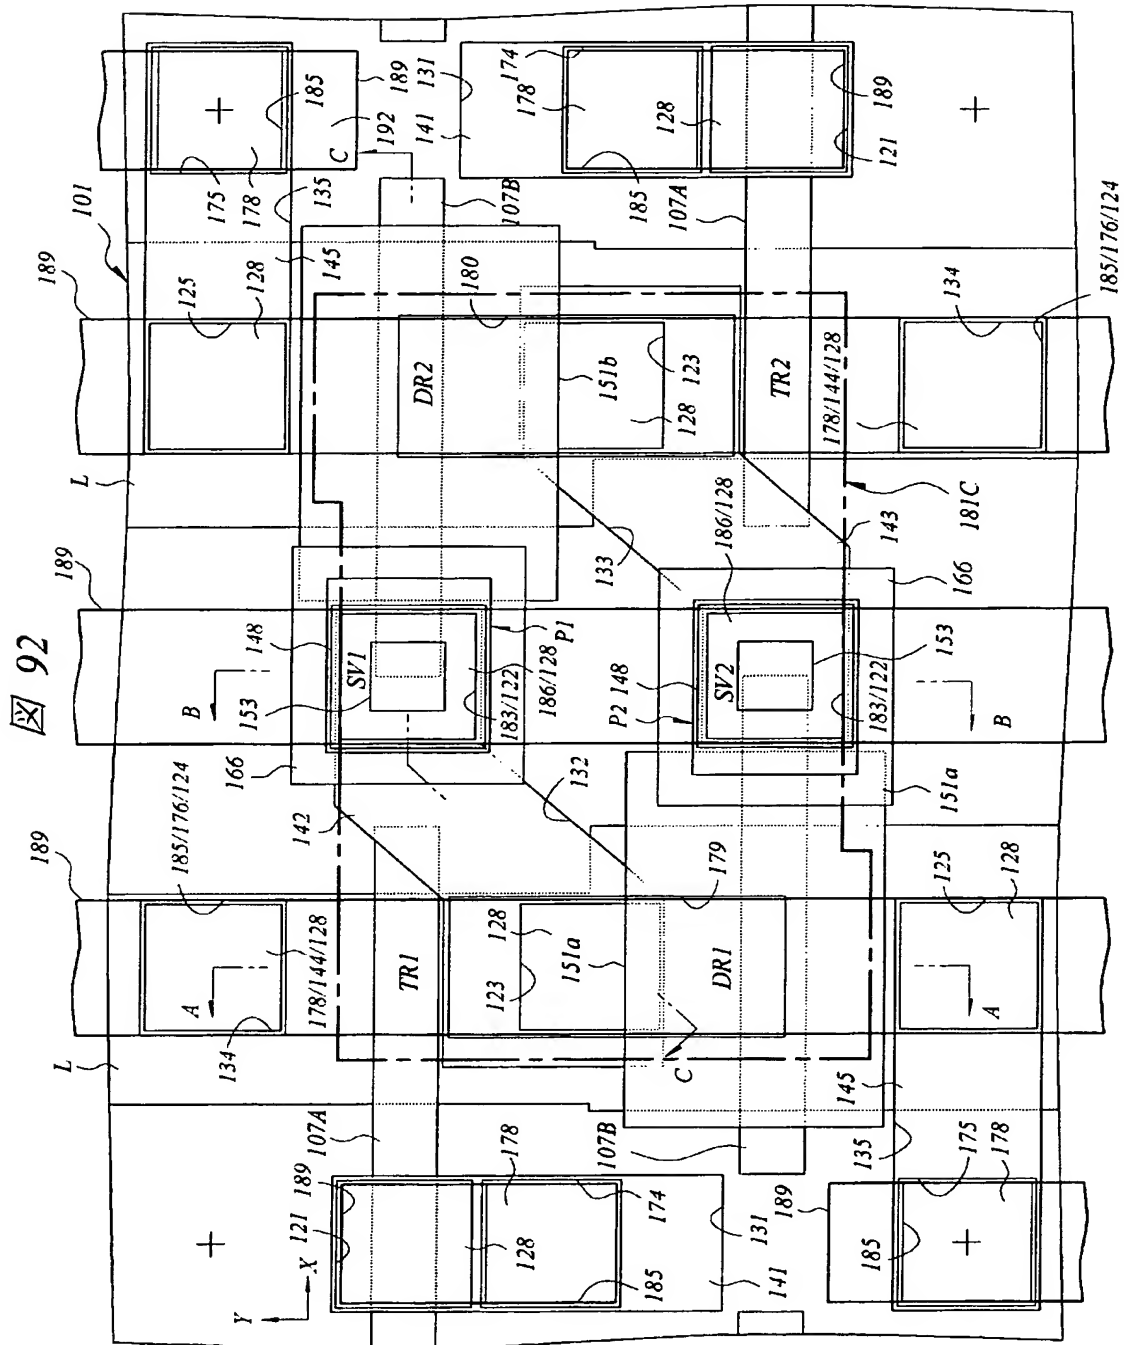 図 92
101
189
L
125
128
135
145
175
178
185
192
189
C
107B
131
141
174
178
128
185
189
121
107A
185/176/124
134
178/144/128
TR2
123
128
151b
180
DR2
133
181C
143
166
186/128
153
SV2
148
P2
183/122
B
151a
189
148
SV1
P1
186/128
183/122
153
B
166
132
142
189
185/176/124
178/144/128
A
134
L
TR1
128
123
151a
179
DR1
C
125
128
A
145
107A
107B
135
175
178
189
185
189
121
128
178
174
185
131
141
X
Y